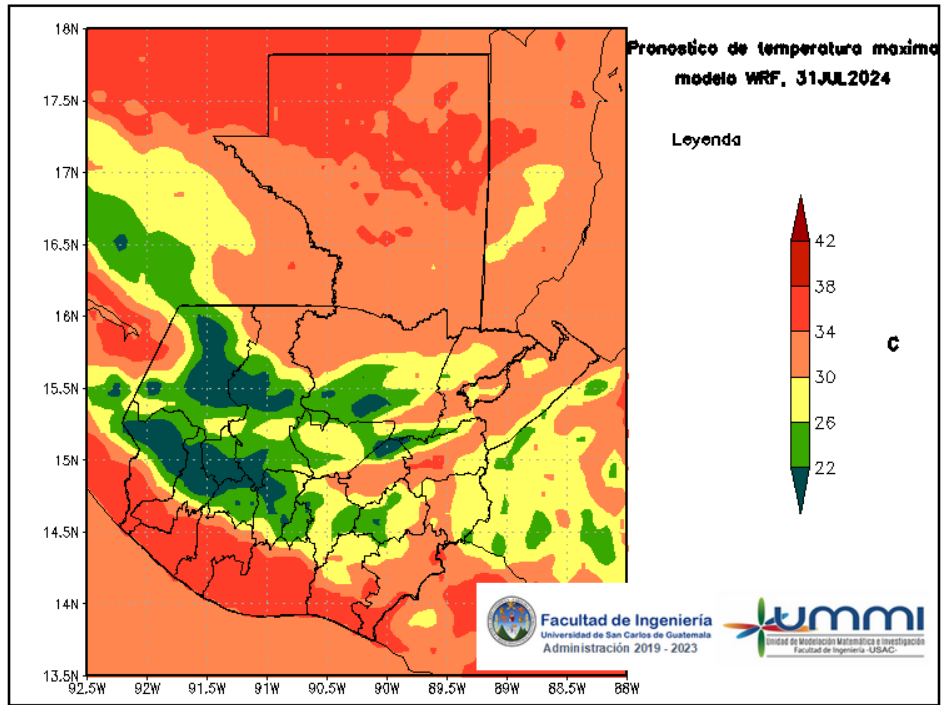 Pronostico de temperatura maxima
modelo WRF, 31JUL2024
Leyenda
18N
17.5N
17N
16.5N
16N
15.5N
15N
14.5N
14N
13.5N
92.5W 92W 91.5W 91W 90.5W 90W 89.5W 89W 88.5W 88W
42
38
34
30
26
22
C
Facultad de Ingeniería
Universidad de San Carlos de Guatemala
Administración 2019 - 2023
UMMI
Unidad de Modelación Matemática e Investigación
Facultad de Ingeniería -USAC-